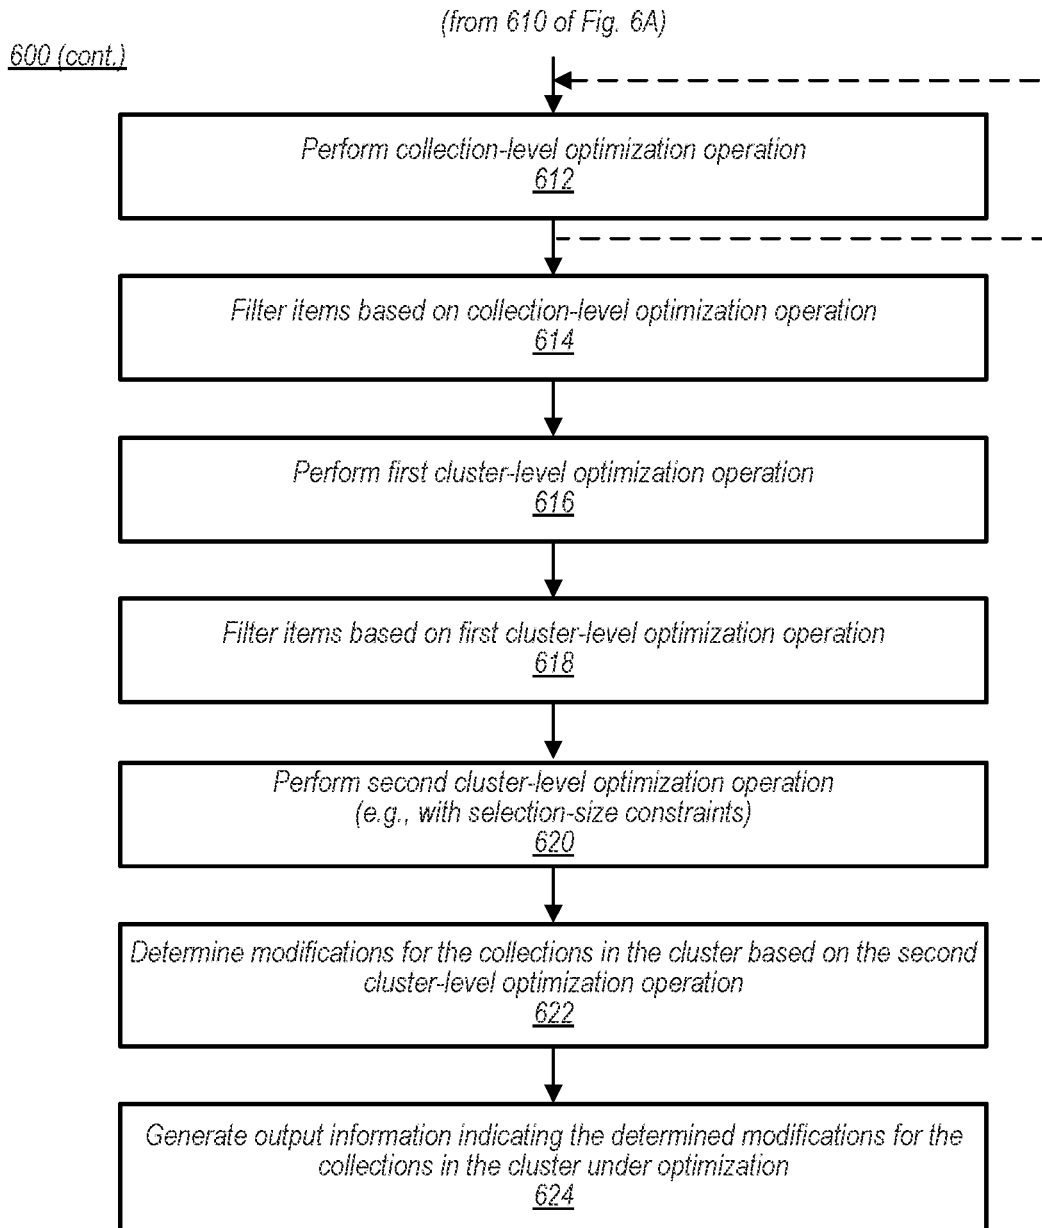 (from 610 of Fig. 6A)
600 (cont.)
Perform collection-level optimization operation
612
Filter items based on collection-level optimization operation
614
Perform first cluster-level optimization operation
616
Filter items based on first cluster-level optimization operation
618
Perform second cluster-level optimization operation
(e.g., with selection-size constraints)
620
Determine modifications for the collections in the cluster based on the second
cluster-level optimization operation
622
Generate output information indicating the determined modifications for the
collections in the cluster under optimization
624